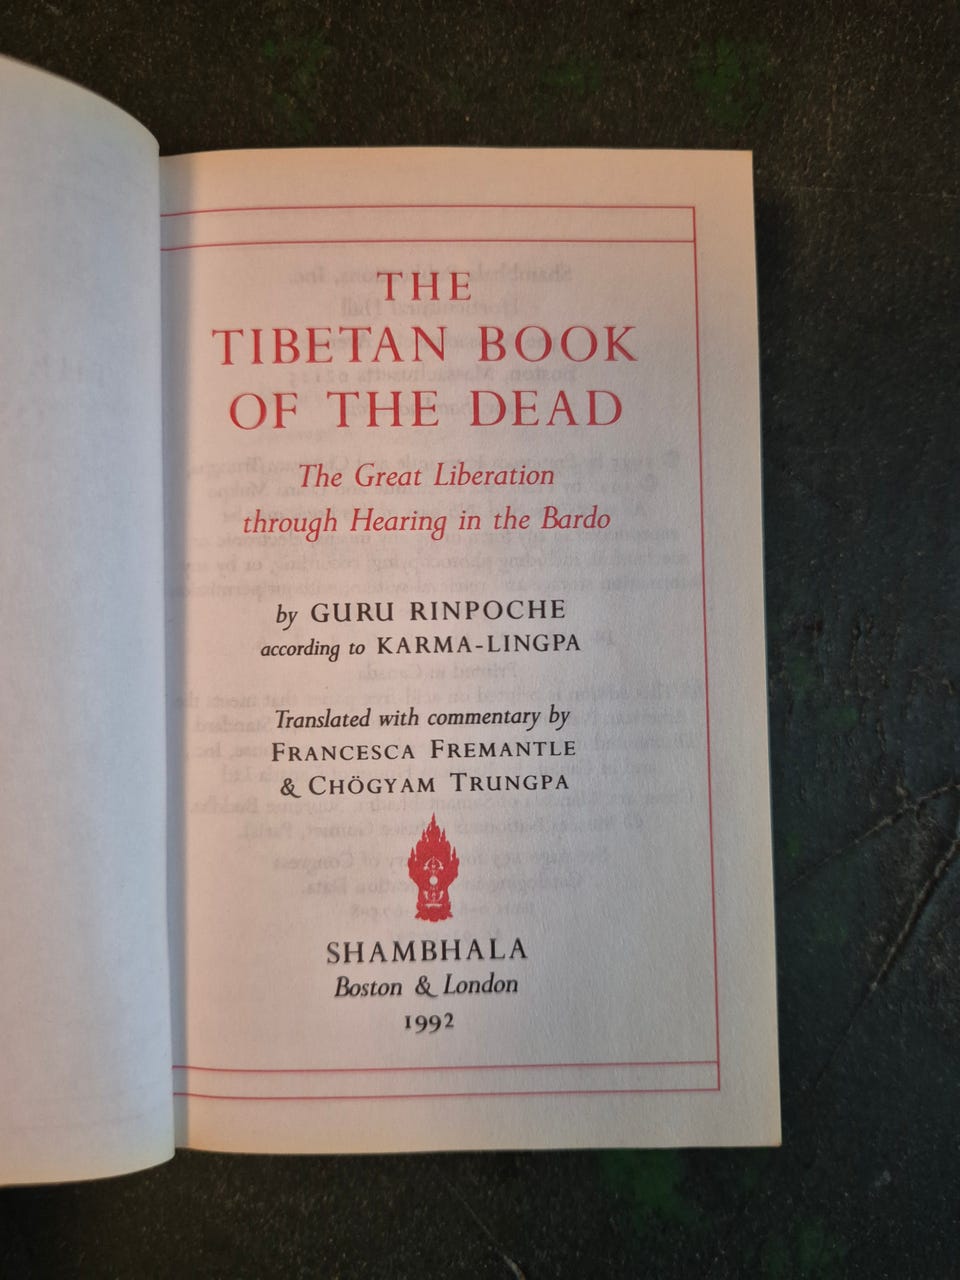 THE
TIBETAN BOOK
OF THE DEAD
The Great Liberation
through Hearing in the Bardo
by GURU RINPOCHE
according to KARMA-LINGPA
Translated with commentary by
FRANCESCA FREMANTLE
& CHÖGYAM TRUNGPA
SHAMBHALA
Boston & London
1992